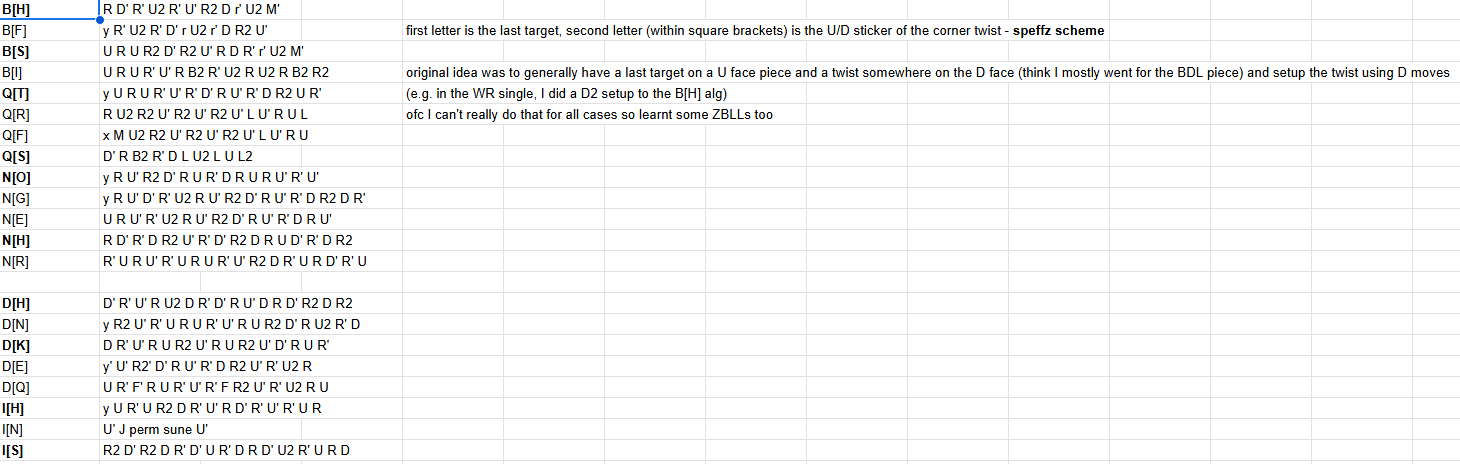 B[H] R D' R' U2 R' U' R2 D r' U2 M'
B[F] y R' U2 R' D' r U2 r' D R2 U' first letter is the last target, second letter (within square brackets) is the U/D sticker of the corner twist - speffz scheme
B[S] U R U R2 D' R2 U' R D R' r' U2 M'
B[I] U R U R' U' R B2 R' U2 R U2 R B2 R2 original idea was to generally have a last target on a U face piece and a twist somewhere on the D face (think I mostly went for the BDL piece) and setup the twist using D moves
Q[T] y U R U R' U' R' D' R U' R' D R2 U R' (e.g. in the WR single, I did a D2 setup to the B[H] alg)
Q[R] R U2 R2 U' R2 U' R2 U' L U' R U L ofc I can't really do that for all cases so learnt some ZBLLs too
Q[F] x M U2 R2 U' R2 U' R2 U' L U' R U
Q[S] D' R B2 R' D L U2 L U L2
N[O] y R U' R2 D' R U R' D R U R U' R' U'
N[G] y R U' D' R' U2 R U' R2 D' R U' R' D R2 D R'
N[E] U R U' R' U2 R U' R2 D' R U' R' D R U'
N[H] R D' R' D R2 U' R' D' R2 D R U D' R' D R2
N[R] R' U R U' R' U R U R' U' R2 D R' U R D' R' U
D[H] D' R' U' R U2 D R' D' R U' D R D' R2 D R2
D[N] y R2 U' R' U R U R' U' R U R2 D' R U2 R' D
D[K] D R' U' R U R2 U' R U R2 U' D' R U R'
D[E] y' U' R2' D' R U' R' D R2 U' R' U2 R
D[Q] U R' F' R U R' U' R' F R2 U' R' U2 R U
I[H] y U R' U R2 D R' U' R D' R' U' R' U R
I[N] U' J perm sune U'
I[S] R2 D' R2 D R' D' U R' D R D' U2 R' U R D